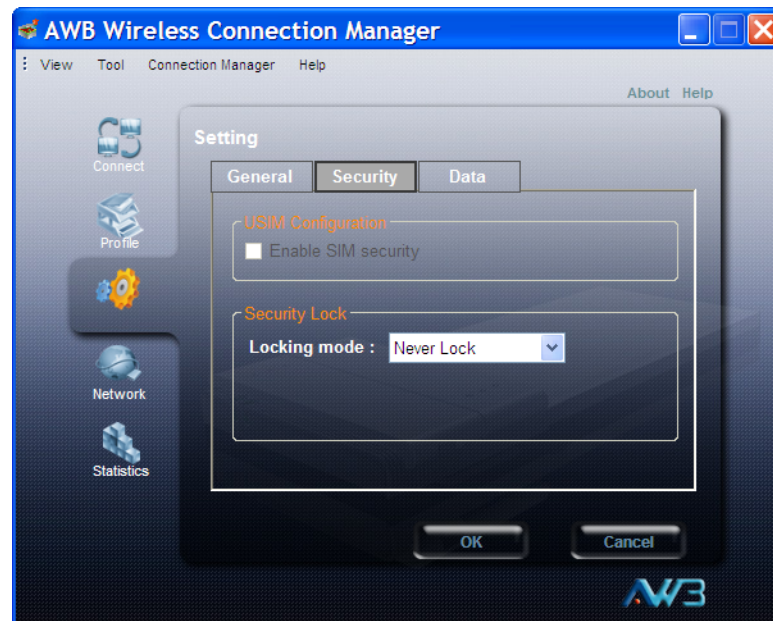 AWB Wireless Connection Manager
View Tool Connection Manager Help
About Help
Connect
Profile
Network
Statistics
Setting
General Security Data
USIM Configuration
Enable SIM security
Security Lock
Locking mode : Never Lock
OK Cancel
AWB